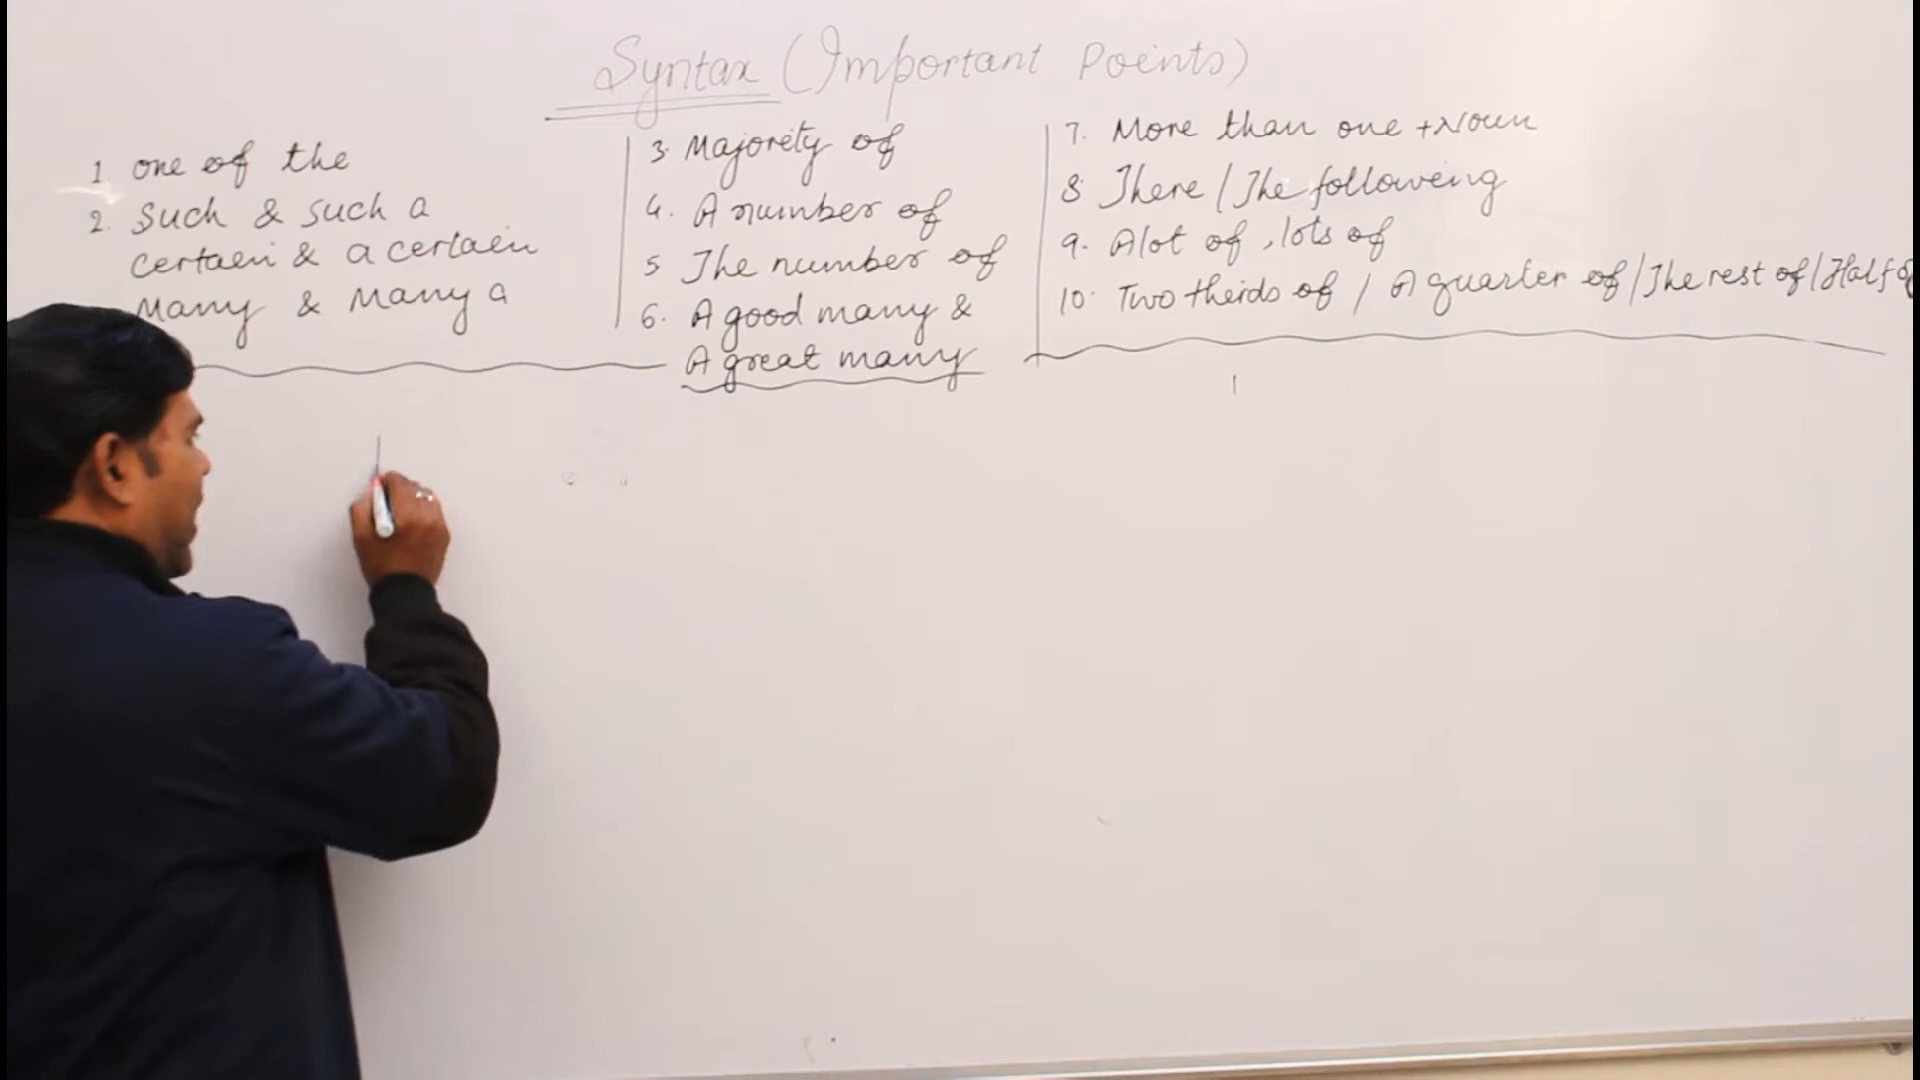 Syntax (Important Points)
1. one of the
2. Such & such a
certain & a certain
Many & Many a
3. Majority of
4. A number of
5 The number of
6. A good many &
A great many
7. More than one + Noun
8. There / The following
9. A lot of , lots of
10. Two thirds of / A quarter of / The rest of / Half of